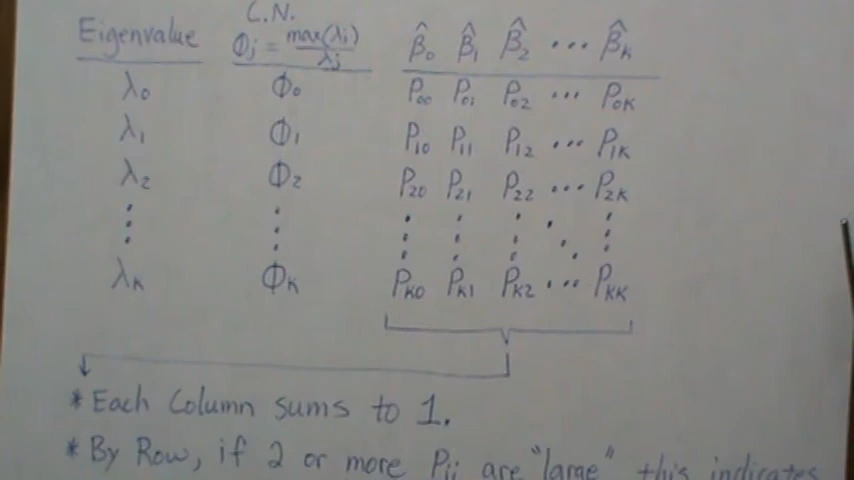 C.N.
Eigenvalue Φj = max(λi)/λj β̂0 β̂1 β̂2 ... β̂K
λ0 Φ0 P00 P01 P02 ... P0K
λ1 Φ1 P10 P11 P12 ... P1K
λ2 Φ2 P20 P21 P22 ... P2K
λK ΦK PK0 PK1 PK2 ... PKK
* Each Column sums to 1.
* By Row, if 2 or more Pij are "large" this indicates